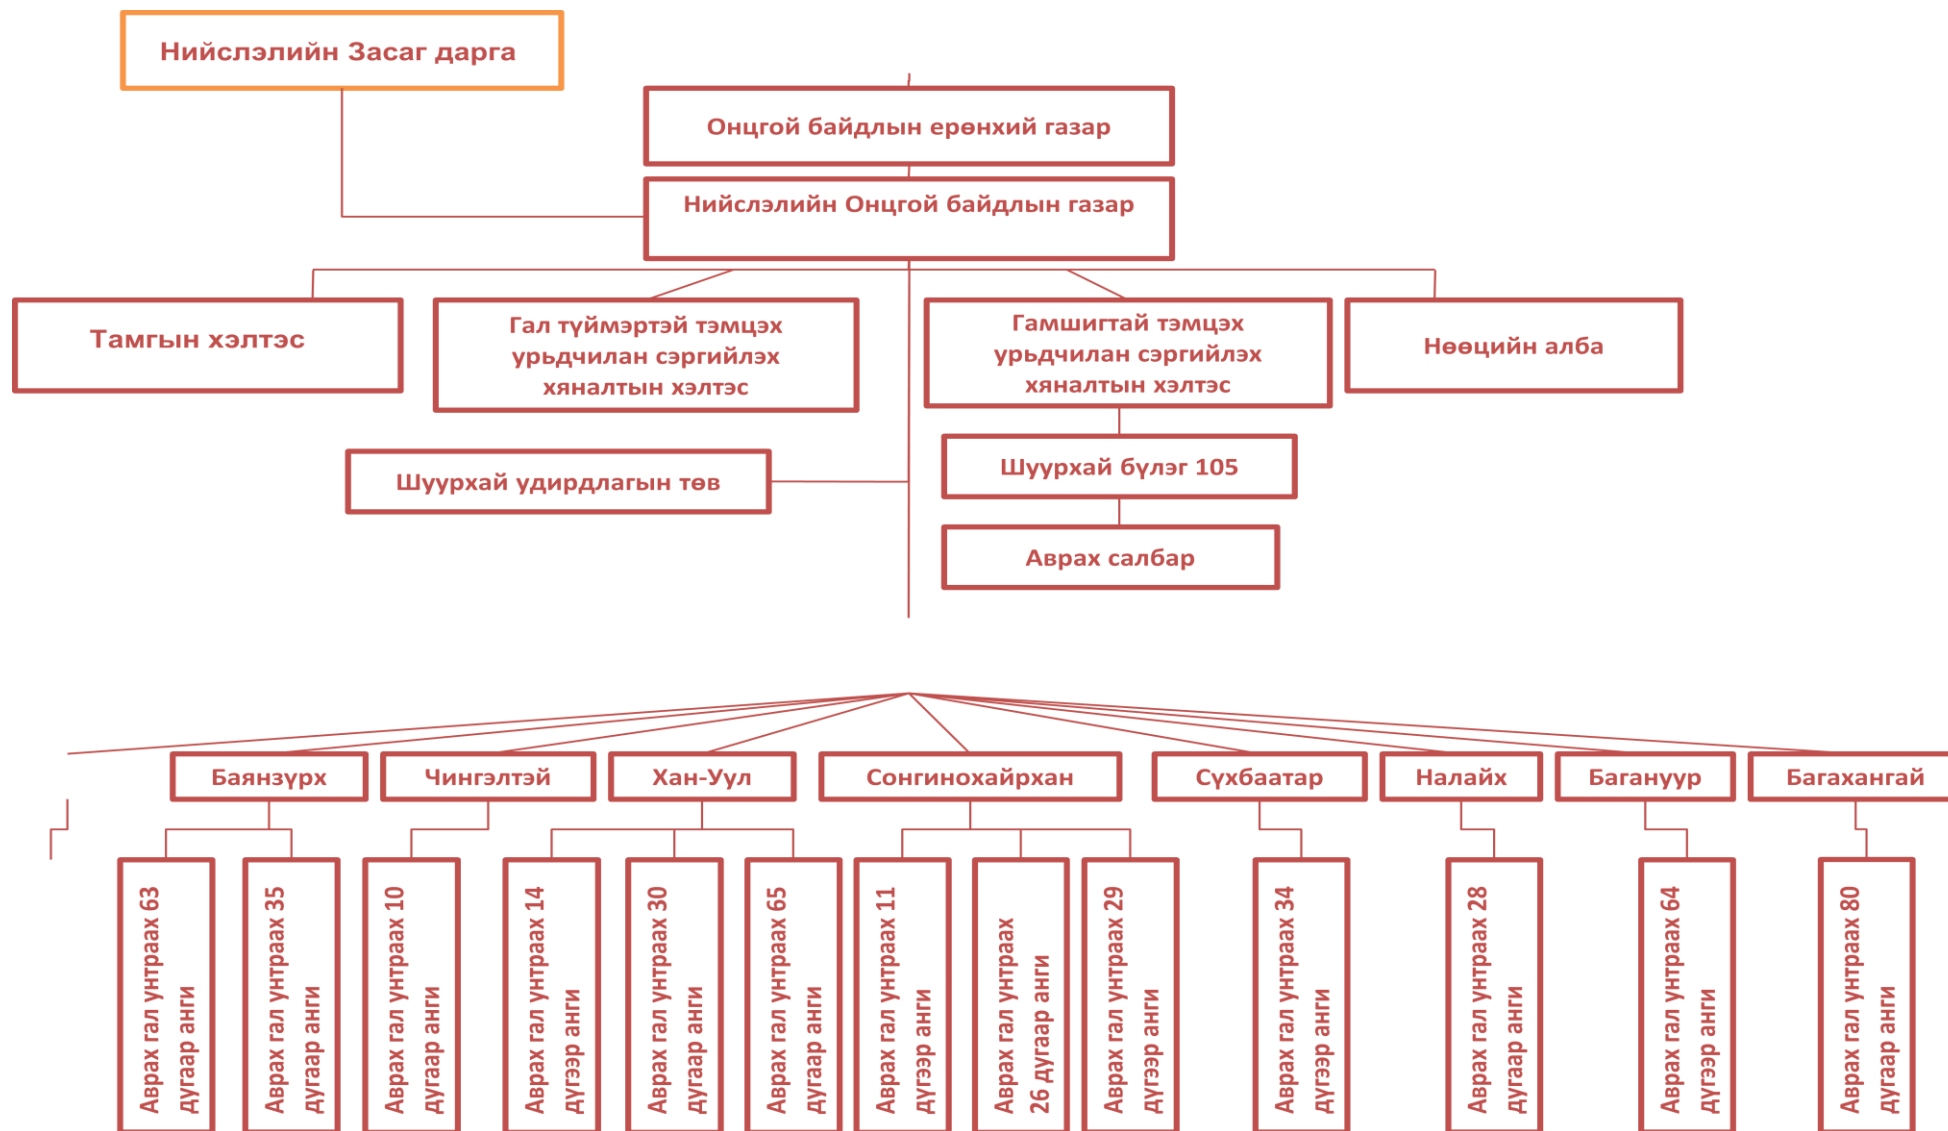 Нийслэлийн Засаг дарга
Онцгой байдлын ерөнхий газар
Нийслэлийн Онцгой байдлын газар
Тамгын хэлтэс
Гал түймэртэй тэмцэх
урьдчилан сэргийлэх
хяналтын хэлтэс
Гамшигтай тэмцэх
урьдчилан сэргийлэх
хяналтын хэлтэс
Нөөцийн алба
Шуурхай удирдлагын төв
Шуурхай бүлэг 105
Аврах салбар
Баянзүрх
Чингэлтэй
Хан-Уул
Сонгинохайрхан
Сүхбаатар
Налайх
Багануур
Багахангай
Аврах гал унтраах 63
дугаар анги
Аврах гал унтраах 35
дугаар анги
Аврах гал унтраах 10
дугаар анги
Аврах гал унтраах 14
дүгээр анги
Аврах гал унтраах 30
дугаар анги
Аврах гал унтраах 65
дугаар анги
Аврах гал унтраах 11
дүгээр анги
Аврах гал унтраах
26 дугаар анги
Аврах гал унтраах 29
дүгээр анги
Аврах гал унтраах 34
дүгээр анги
Аврах гал унтраах 28
дугаар анги
Аврах гал унтраах 64
дүгээр анги
Аврах гал унтраах 80
дугаар анги